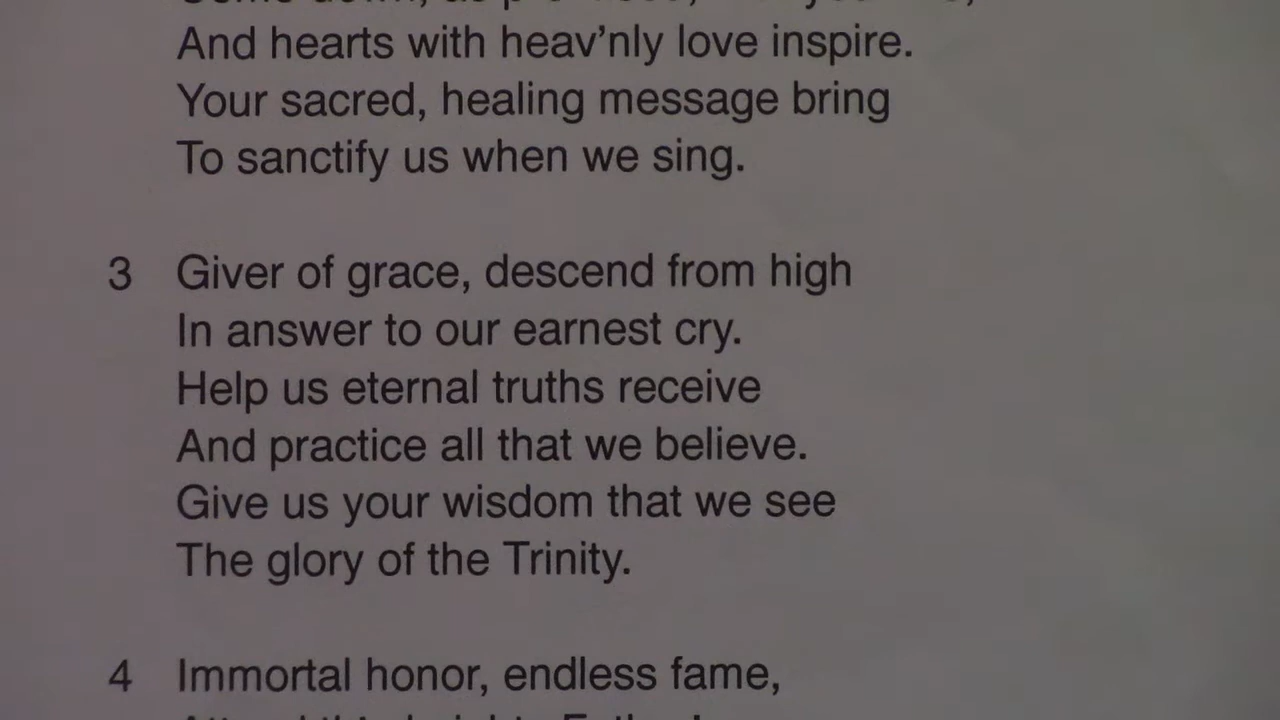 And hearts with heav'nly love inspire.
Your sacred, healing message bring
To sanctify us when we sing.
3 Giver of grace, descend from high
In answer to our earnest cry.
Help us eternal truths receive
And practice all that we believe.
Give us your wisdom that we see
The glory of the Trinity.
4 Immortal honor, endless fame,